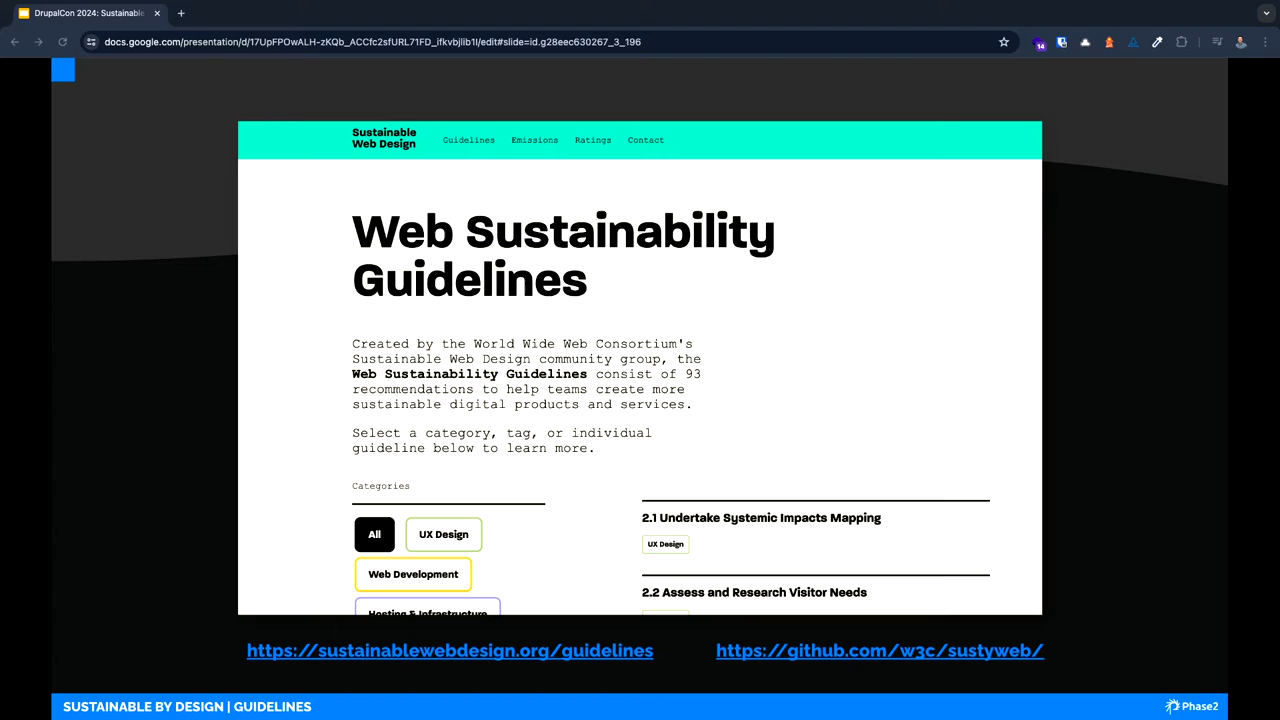 DrupalCon 2024: Sustainable
docs.google.com/presentation/d/17UpFPOwALH-zKQb_ACCfc2sfURL71FD_ifkvbjlib1I/edit#slide=id.g28eec630267_3_196
14
Sustainable
Web Design
Guidelines Emissions Ratings Contact
Web Sustainability
Guidelines
Created by the World Wide Web Consortium's
Sustainable Web Design community group, the
Web Sustainability Guidelines consist of 93
recommendations to help teams create more
sustainable digital products and services.
Select a category, tag, or individual
guideline below to learn more.
Categories
All
UX Design
Web Development
Hosting & Infrastructure
2.1 Undertake Systemic Impacts Mapping
UX Design
2.2 Assess and Research Visitor Needs
https://sustainablewebdesign.org/guidelines
https://github.com/w3c/sustyweb/
SUSTAINABLE BY DESIGN | GUIDELINES
Phase2